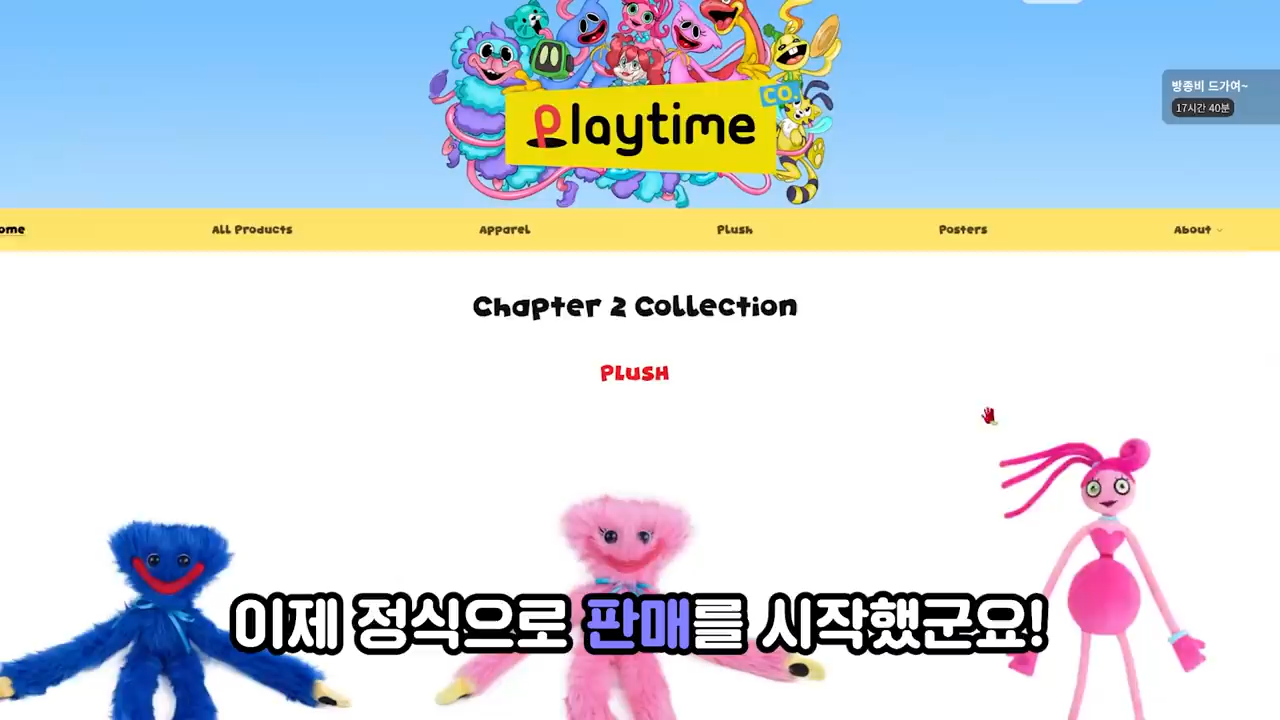 Playtime
CO.
방종비 드가여~
17시간 40분
ome
All Products
Apparel
Plush
Posters
About
Chapter 2 Collection
PLUSH
이제 정식으로 판매를 시작했군요!